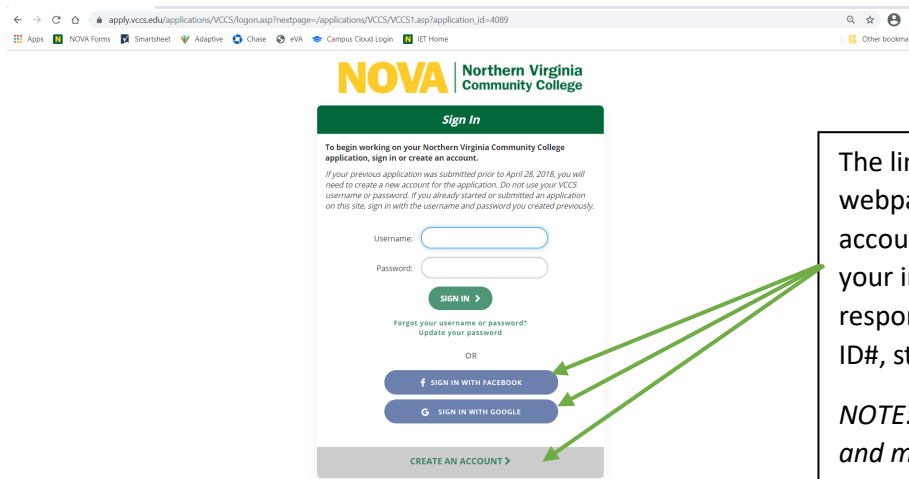 apply.vccs.edu/applications/VCCS/logon.asp?nextpage=/applications/VCCS/VCCS1.asp?application_id=4089
Apps N NOVA Forms Smartsheet Adaptive Chase eVA Campus Cloud Login N IET Home Other bookma
NOVA Northern Virginia
Community College
Sign In
To begin working on your Northern Virginia Community College
application, sign in or create an account.
If your previous application was submitted prior to April 28, 2018, you will
need to create a new account for the application. Do not use your VCCS
username or password. If you already started or submitted an application
on this site, sign in with the username and password you created previously.
Username:
Password:
SIGN IN >
Forgot your username or password?
Update your password
OR
f SIGN IN WITH FACEBOOK
G SIGN IN WITH GOOGLE
CREATE AN ACCOUNT >
The
webpa
accou
your
respo
ID#,
NOTE:
and